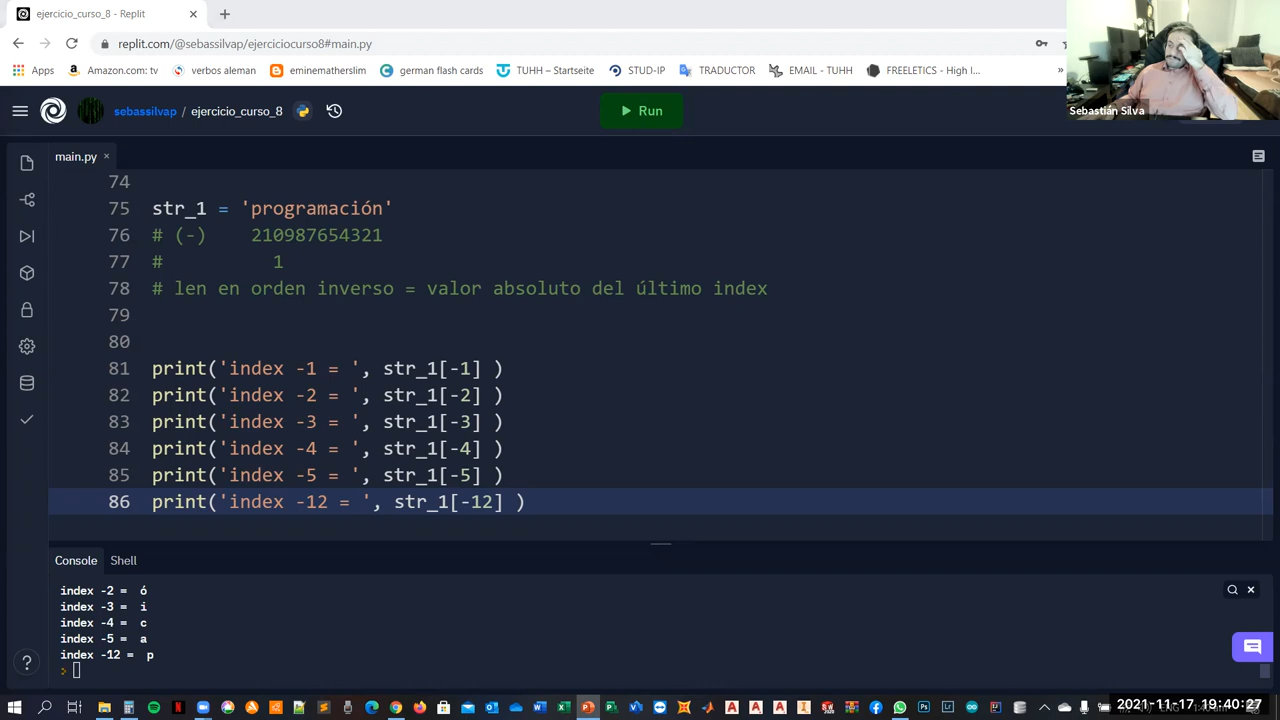 ejercicio_curso_8 - Replit
replit.com/@sebassilvap/ejerciciocurso8#main.py
Apps Amazon.com: tv verbos aleman eminematherslim german flash cards TUHH – Startseite STUD-IP TRADUCTOR EMAIL - TUHH FREELETICS - High I... »
Sebastián Silva
sebassilvap / ejercicio_curso_8 Run
main.py
74
75 str_1 = 'programación'
76 # (-)    210987654321
77 #          1
78 # len en orden inverso = valor absoluto del último index
79
80
81 print('index -1 = ', str_1[-1] )
82 print('index -2 = ', str_1[-2] )
83 print('index -3 = ', str_1[-3] )
84 print('index -4 = ', str_1[-4] )
85 print('index -5 = ', str_1[-5] )
86 print('index -12 = ', str_1[-12] )
Console Shell
index -2 =  ó
index -3 =  i
index -4 =  c
index -5 =  a
index -12 =  p
2021-11-17 19:40:27